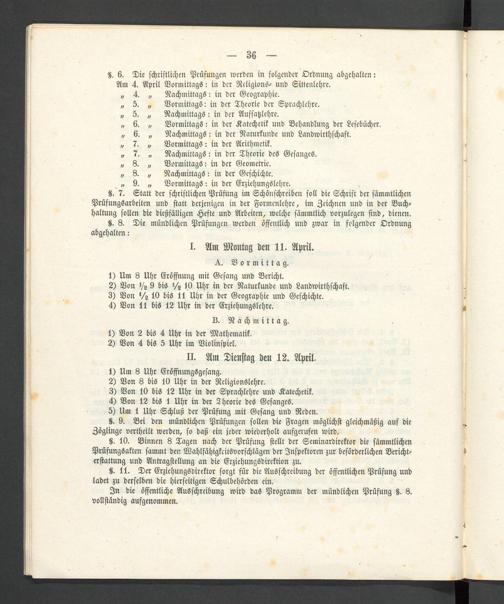 — 36 —
§. 6. Die schriftlichen Prüfungen werden in folgender Ordnung abgehalten:
Am 4. April Vormittags: in der Religions- und Sittenlehre.
„ 4. „ Nachmittags: in der Geographie.
„ 5. „ Vormittags: in der Theorie der Sprachlehre.
„ 5. „ Nachmittags: in der Aufsatzlehre.
„ 6. „ Vormittags: in der Katechetik und Behandlung der Lesebücher.
„ 6. „ Nachmittags: in der Naturkunde und Landwirthschaft.
„ 7. „ Vormittags: in der Arithmetik.
„ 7. „ Nachmittags: in der Theorie des Gesanges.
„ 8. „ Vormittags: in der Geometrie.
„ 8. „ Nachmittags: in der Geschichte.
„ 9. „ Vormittags: in der Erziehungslehre.
§. 7. Statt der schriftlichen Prüfung im Schönschreiben soll die Schrift der sämmtlichen
Prüfungsarbeiten und statt derjenigen in der Formenlehre, im Zeichnen und in der Buch-
haltung sollen die dießfälligen Hefte und Arbeiten, welche sämmtlich vorzulegen sind, dienen.
§. 8. Die mündlichen Prüfungen werden öffentlich und zwar in folgender Ordnung
abgehalten:
I. Am Montag den 11. April.
A. Vormittag.
1) Um 8 Uhr Eröffnung mit Gesang und Bericht.
2) Von ½ 9 bis ½ 10 Uhr in der Naturkunde und Landwirthschaft.
3) Von ½ 10 bis 11 Uhr in der Geographie und Geschichte.
4) Von 11 bis 12 Uhr in der Erziehungslehre.
B. Nachmittag.
1) Von 2 bis 4 Uhr in der Mathematik.
2) Von 4 bis 5 Uhr im Violinspiel.
II. Am Dienstag den 12. April.
1) Um 8 Uhr Eröffnungsgesang.
2) Von 8 bis 10 Uhr in der Religionslehre.
3) Von 10 bis 12 Uhr in der Sprachlehre und Katechetik.
4) Von 12 bis 1 Uhr in der Theorie des Gesanges.
5) Um 1 Uhr Schluß der Prüfung mit Gesang und Reden.
§. 9. Bei den mündlichen Prüfungen sollen die Fragen möglichst gleichmäßig auf die
Zöglinge vertheilt werden, so daß ein jeder wiederholt aufgerufen wird.
§. 10. Binnen 8 Tagen nach der Prüfung stellt der Seminardirektor die sämmtlichen
Prüfungsakten sammt den Wahlfähigkeitsvorschlägen der Inspektoren zur beförderlichen Bericht-
erstattung und Antragstellung an die Erziehungsdirektion zu.
§. 11. Der Erziehungsdirektor sorgt für die Ausschreibung der öffentlichen Prüfung und
ladet zu derselben die hierseitigen Schulbehörden ein.
In die öffentliche Ausschreibung wird das Programm der mündlichen Prüfung §. 8.
vollständig aufgenommen.